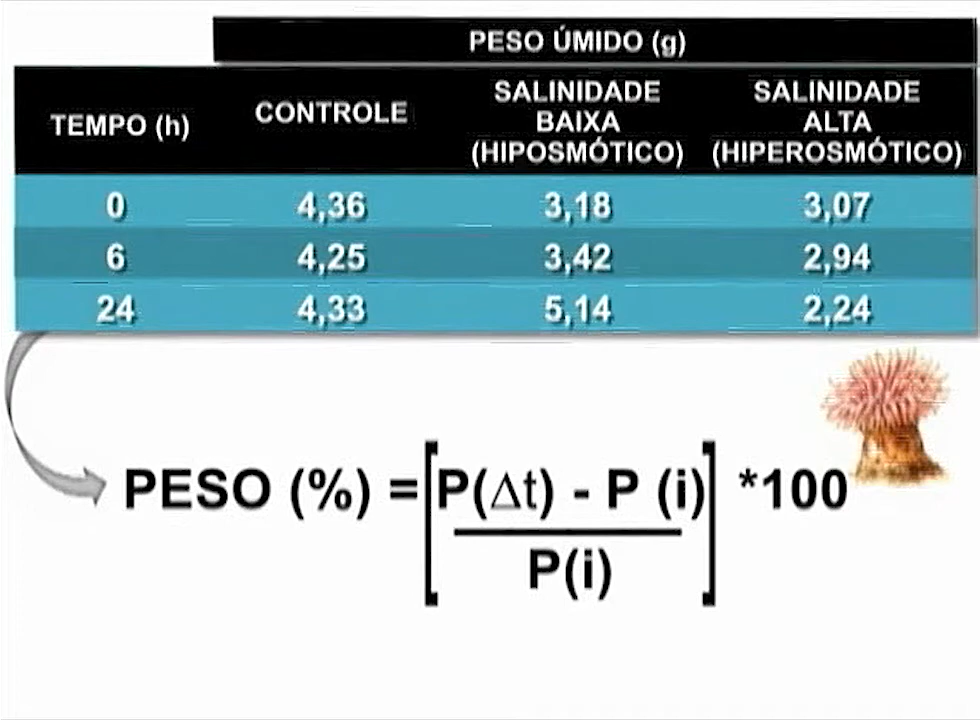 PESO ÚMIDO (g)
TEMPO (h) CONTROLE SALINIDADE BAIXA (HIPOSMÓTICO) SALINIDADE ALTA (HIPEROSMÓTICO)
0 4,36 3,18 3,07
6 4,25 3,42 2,94
24 4,33 5,14 2,24
PESO (%) = [P(Δt) - P (i)] *100
P(i)